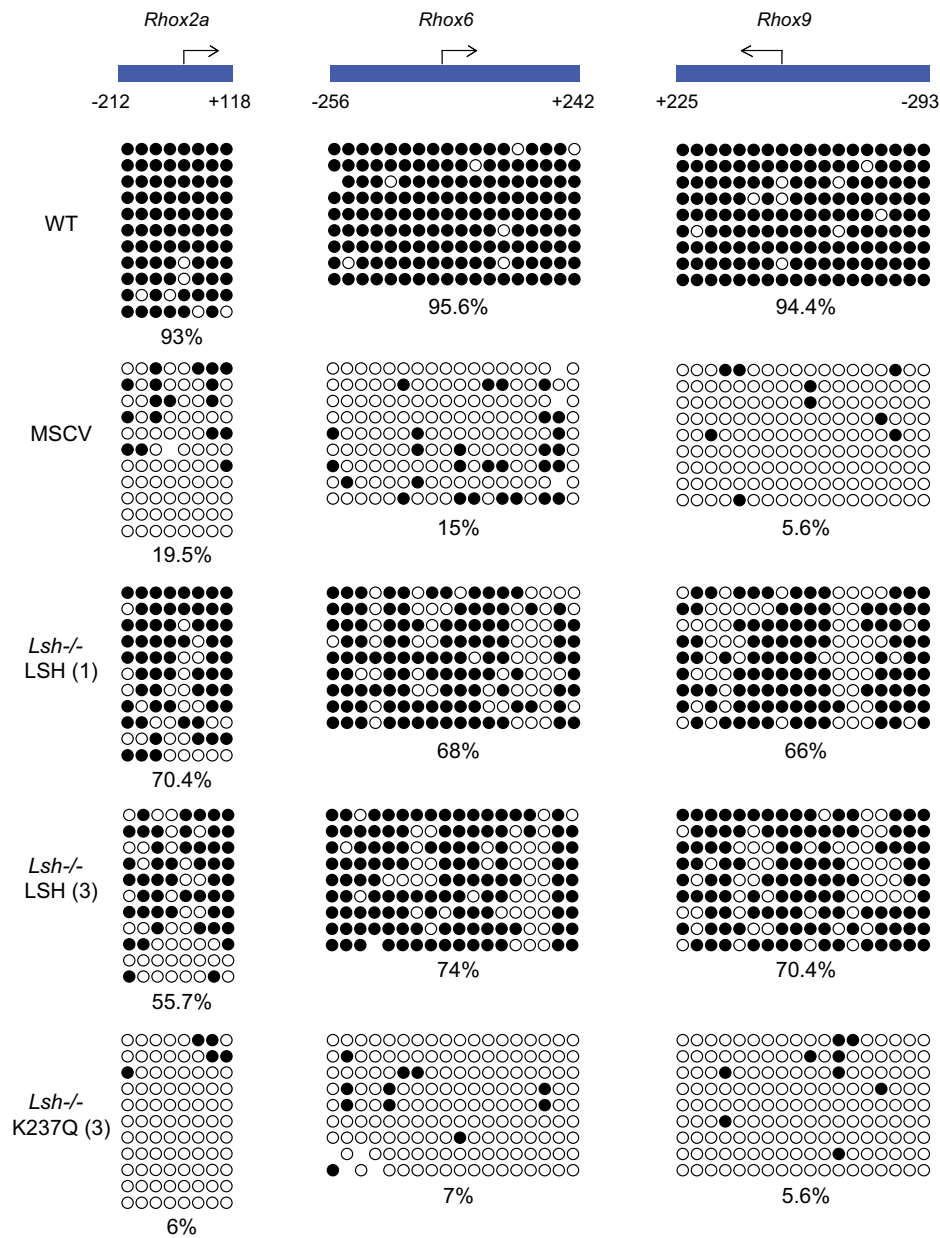 Rhox2a Rhox6 Rhox9
-212 +118 -256 +242 +225 -293
WT
93% 95.6% 94.4%
MSCV
19.5% 15% 5.6%
Lsh-/-
LSH (1)
70.4% 68% 66%
Lsh-/-
LSH (3)
55.7% 74% 70.4%
Lsh-/-
K237Q (3)
6% 7% 5.6%